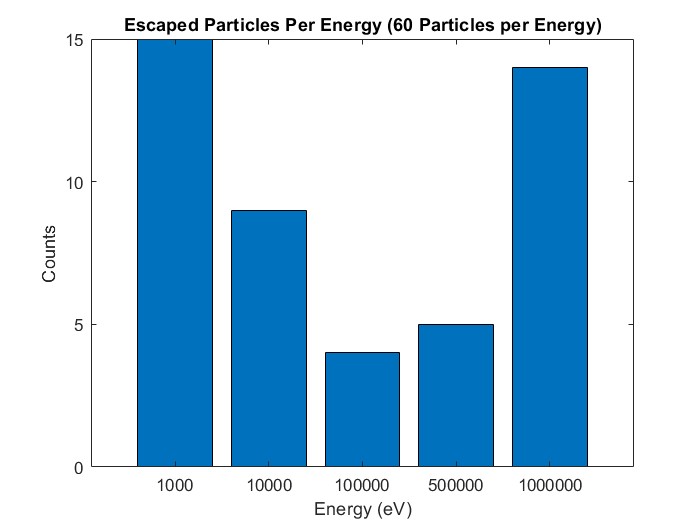 Escaped Particles Per Energy (60 Particles per Energy)
15
10
5
0
Counts
1000 10000 100000 500000 1000000
Energy (eV)